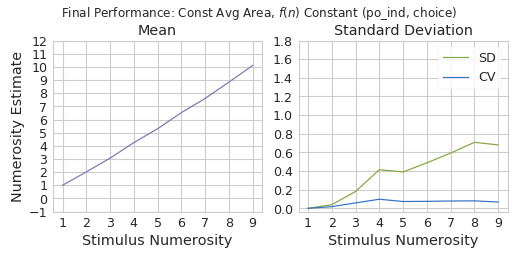 Final Performance: Const Avg Area, f(n) Constant (po_ind, choice)
Mean
Numerosity Estimate
12
11
10
9
8
7
6
5
4
3
2
1
0
−1
1 2 3 4 5 6 7 8 9
Stimulus Numerosity
Standard Deviation
1.8
1.6
1.4
1.2
1.0
0.8
0.6
0.4
0.2
0.0
SD
CV
1 2 3 4 5 6 7 8 9
Stimulus Numerosity